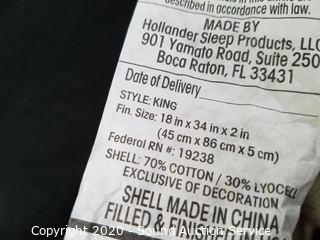 described in accordance with law.
MADE BY
Hollander Sleep Products, LLC
901 Yamato Road, Suite 250
Boca Raton, FL 33431
Date of Delivery
STYLE: KING
Fin. Size: 18 in x 34 in x 2 in
(45 cm x 86 cm x 5 cm)
Federal RN #: 19238
SHELL: 70% COTTON / 30% LYOCELL
EXCLUSIVE OF DECORATION
SHELL MADE IN CHINA
FILLED & FINISHED
Copyright © 2020 - Sound Auction Service